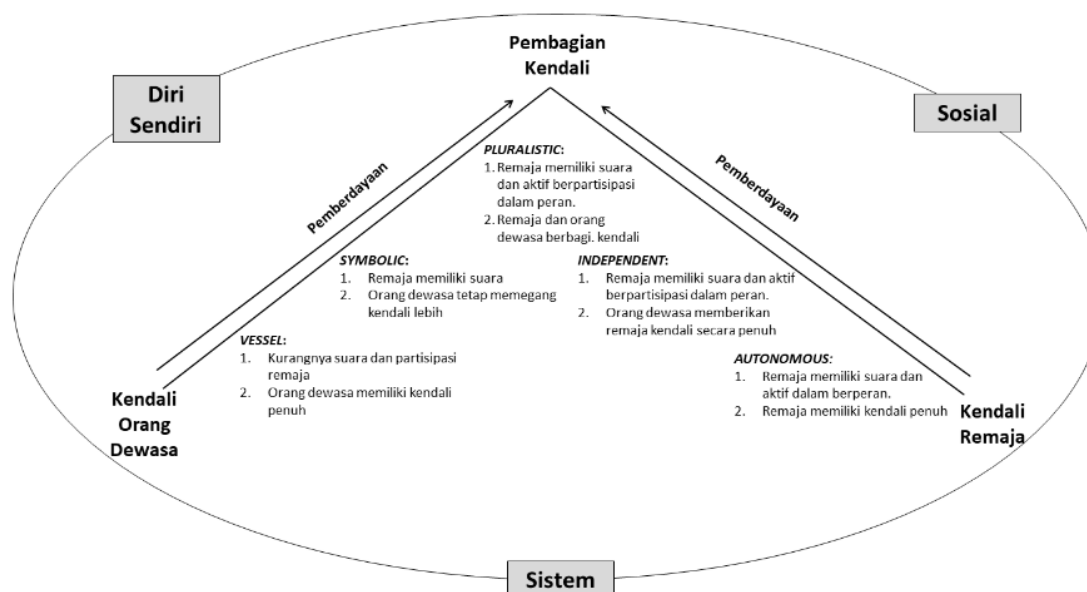 Pembagian
Kendali
Diri
Sendiri
Sosial
Pemberdayaan
Pemberdayaan
PLURALISTIC:
1. Remaja memiliki suara
dan aktif berpartisipasi
dalam peran.
2. Remaja dan orang
dewasa berbagi. kendali
SYMBOLIC:
1. Remaja memiliki suara
2. Orang dewasa tetap memegang
kendali lebih
INDEPENDENT:
1. Remaja memiliki suara dan aktif
berpartisipasi dalam peran.
2. Orang dewasa memberikan
remaja kendali secara penuh
VESSEL:
1. Kurangnya suara dan partisipasi
remaja
2. Orang dewasa memiliki kendali
penuh
AUTONOMOUS:
1. Remaja memiliki suara dan
aktif dalam berperan.
2. Remaja memiliki kendali penuh
Kendali
Orang
Dewasa
Kendali
Remaja
Sistem